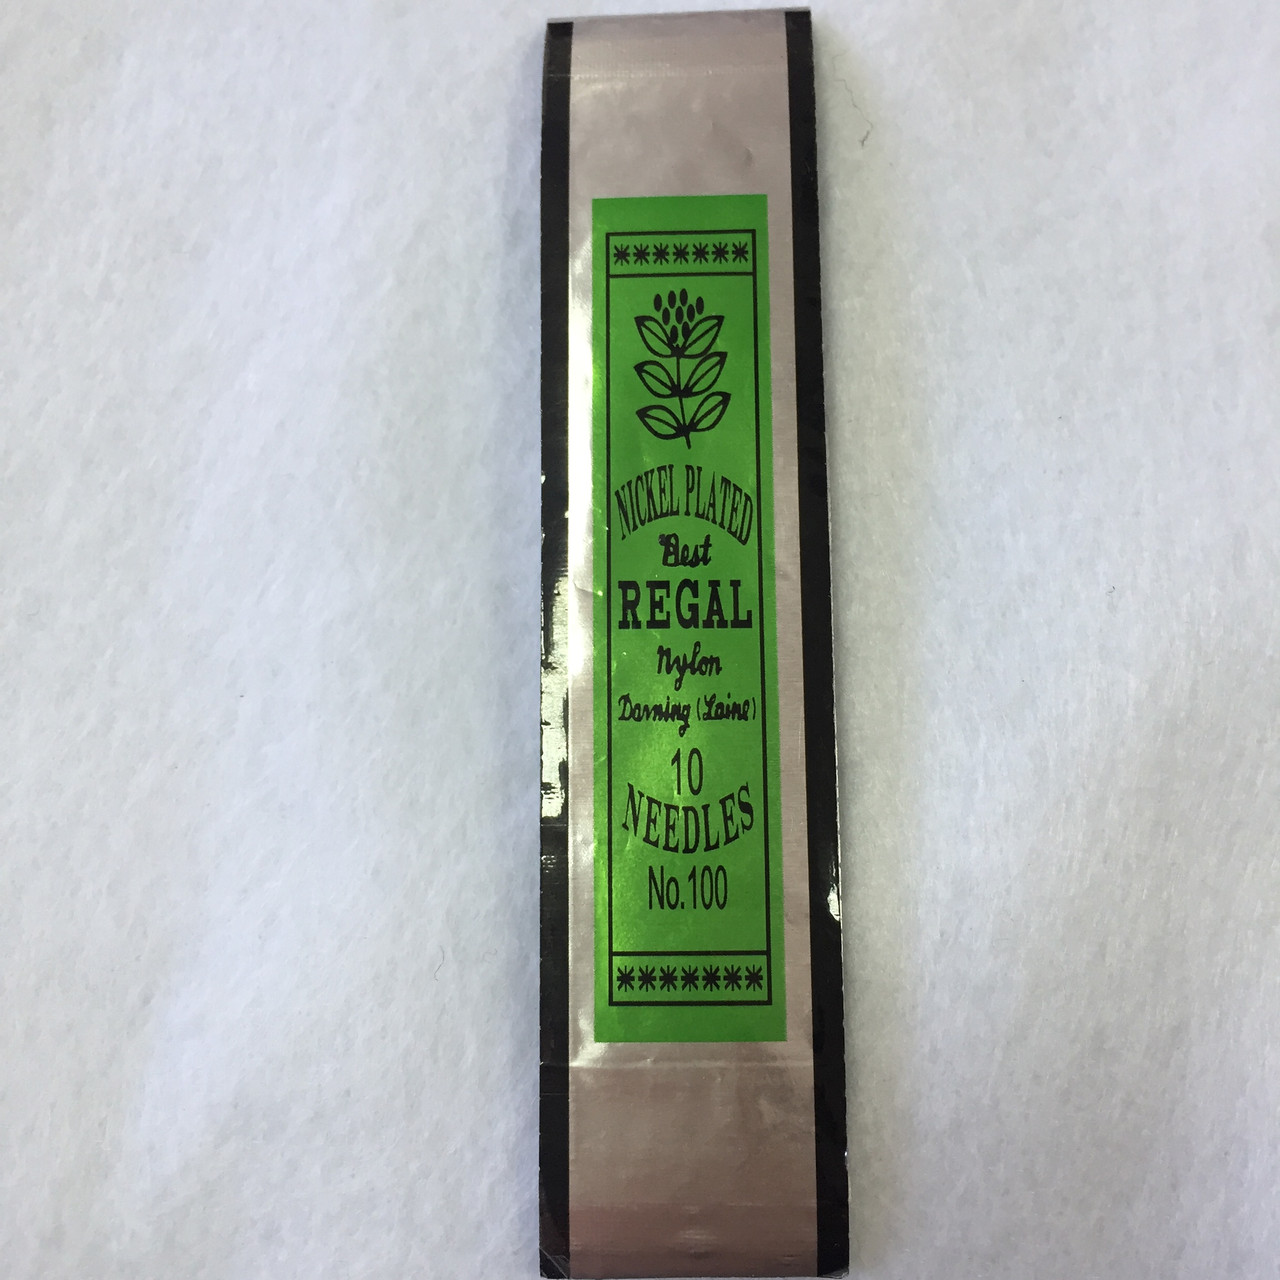 NICKEL PLATED
Best
REGAL
Nylon
Darning (Laine)
10
NEEDLES
No.100